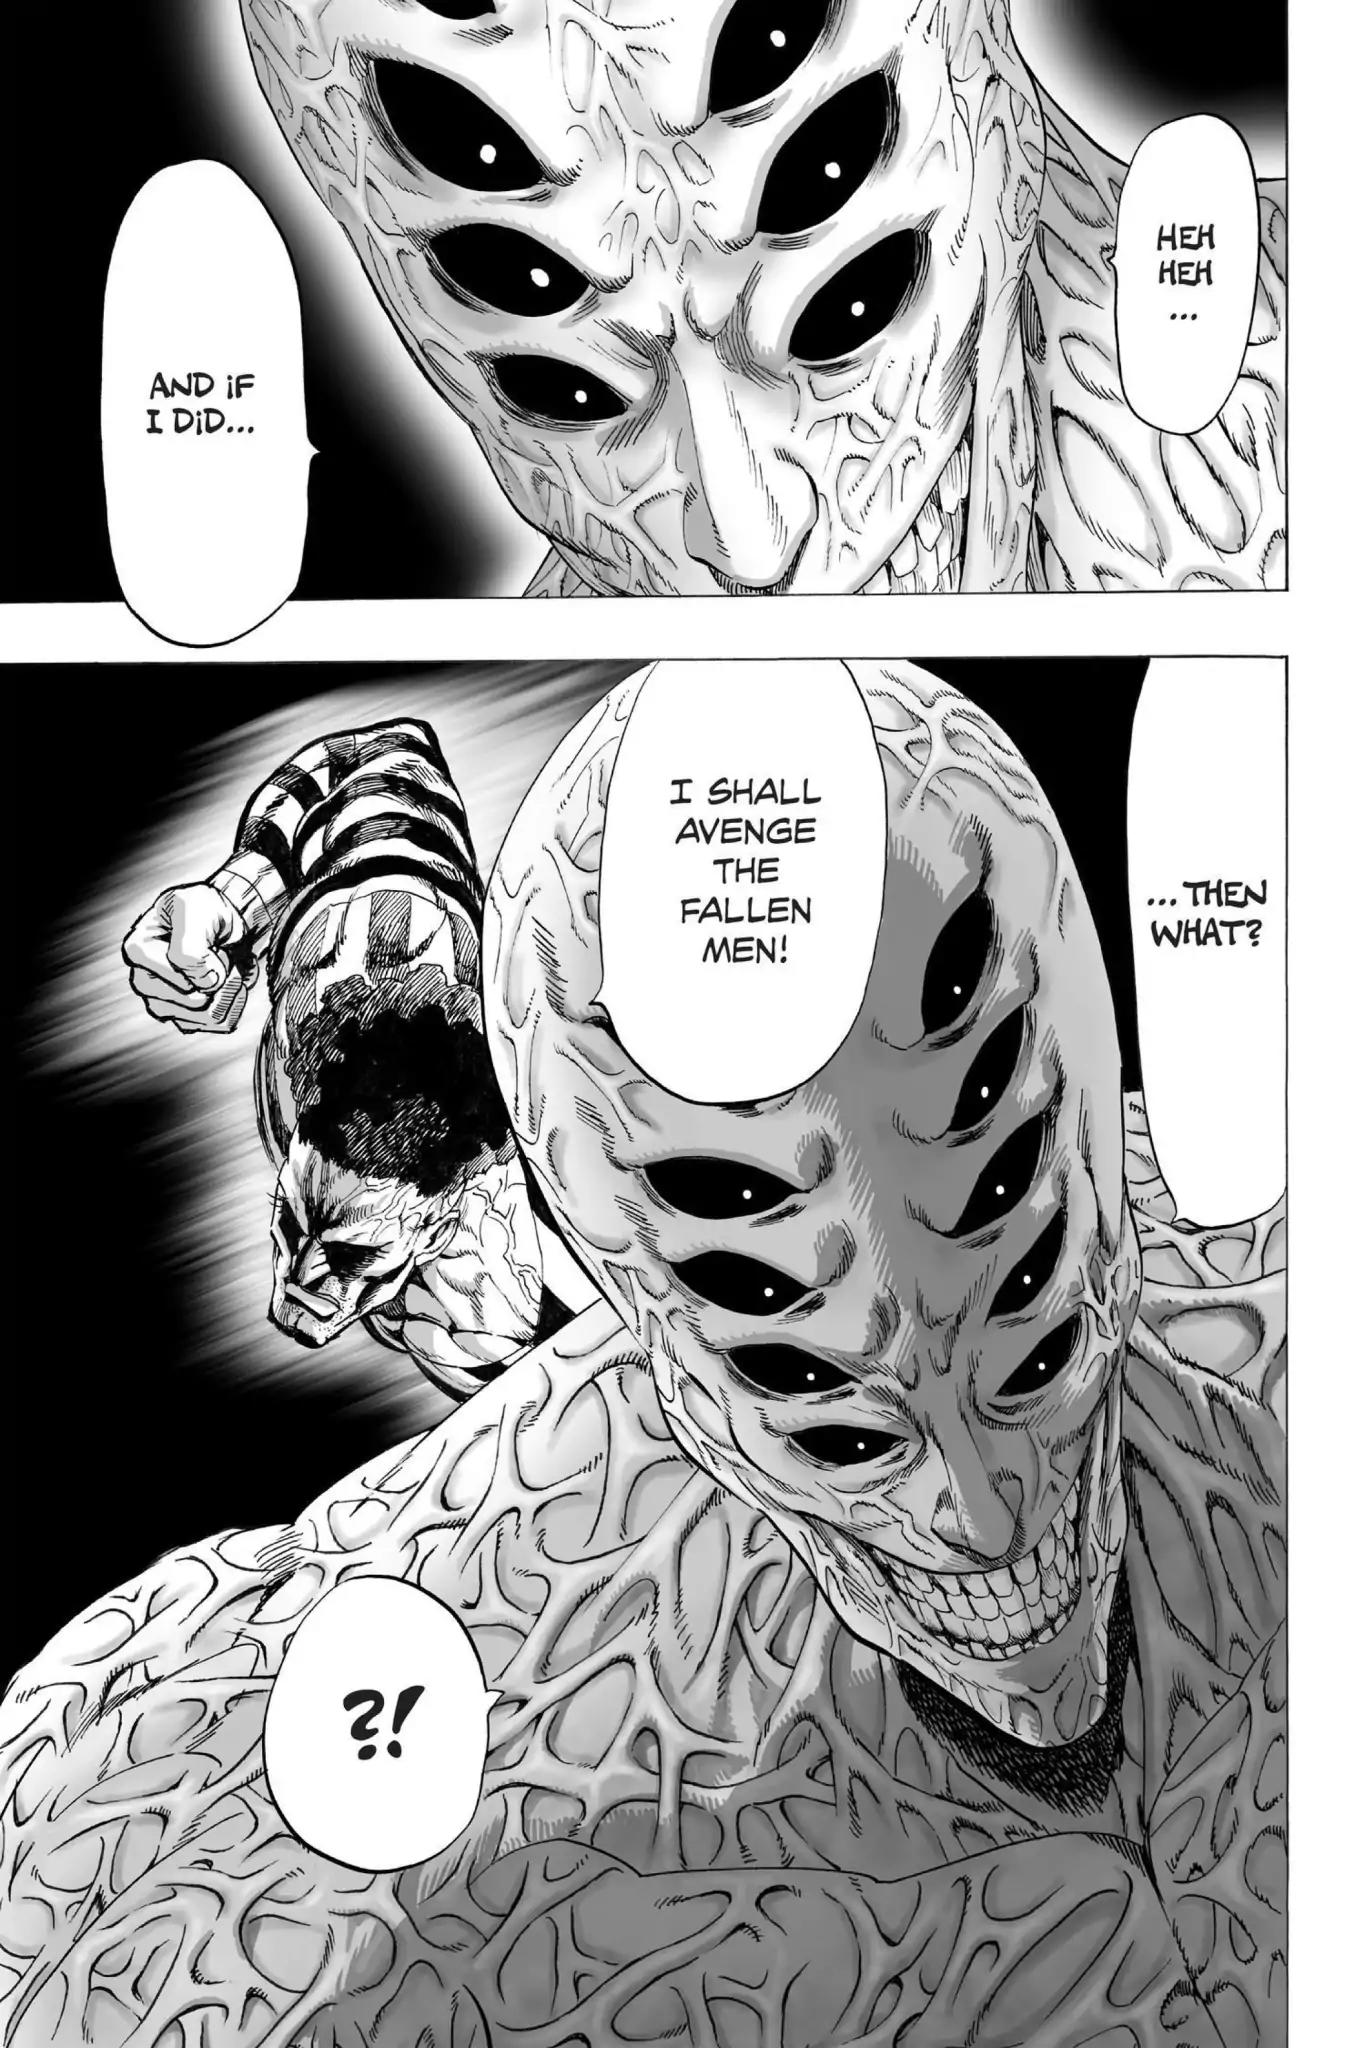 HEH
HEH
...
AND iF
I DiD...
...THEN
WHAT?
I SHALL
AVENGE
THE
FALLEN
MEN!
?!